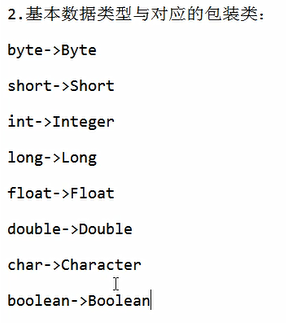 2.基本数据类型与对应的包装类：
byte->Byte
short->Short
int->Integer
long->Long
float->Float
double->Double
char->Character
boolean->Boolean